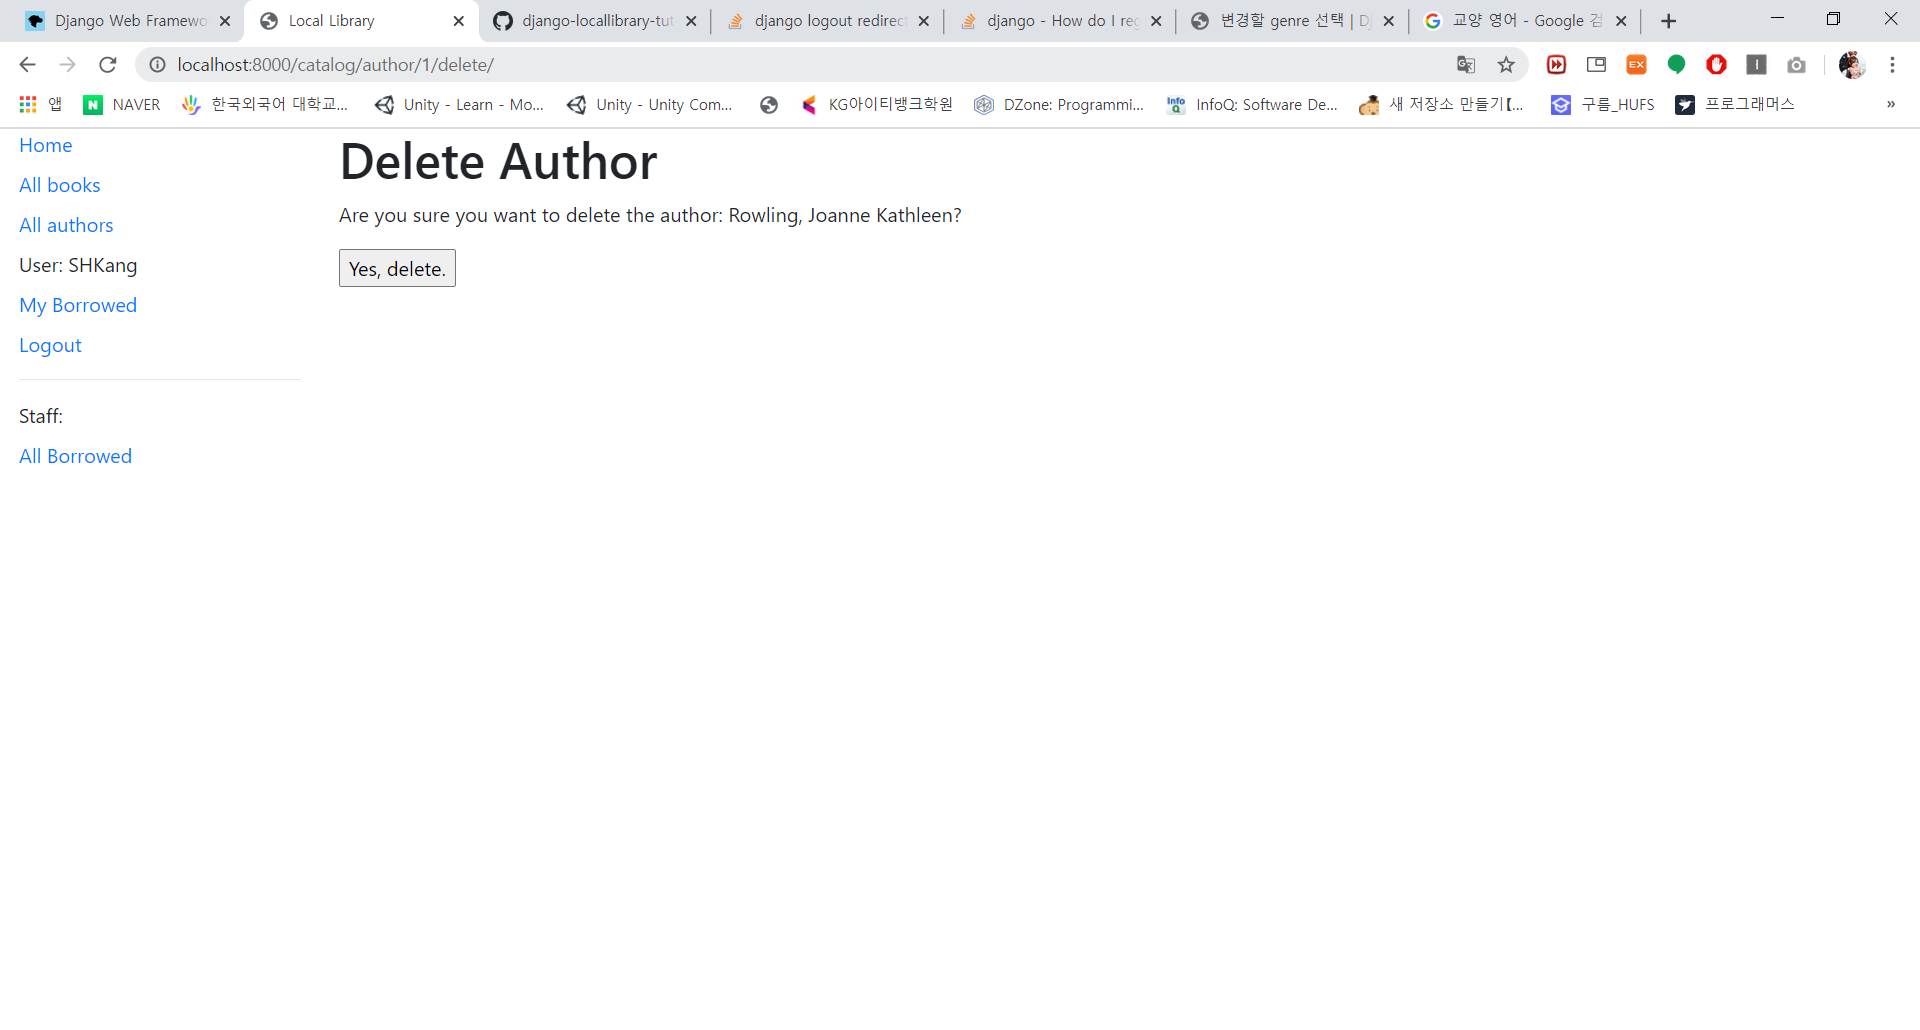 Django Web Framewo
Local Library
django-locallibrary-tut
django logout redirect
django - How do I reg
변경할 genre 선택 | Dj
교양 영어 - Google 검
localhost:8000/catalog/author/1/delete/
EX
앱
NAVER
한국외국어 대학교...
Unity - Learn - Mo...
Unity - Unity Com...
KG아이티뱅크학원
DZone: Programmi...
InfoQ: Software De...
새 저장소 만들기【...
구름_HUFS
프로그래머스
»
Home
All books
All authors
User: SHKang
My Borrowed
Logout
Staff:
All Borrowed
Delete Author
Are you sure you want to delete the author: Rowling, Joanne Kathleen?
Yes, delete.